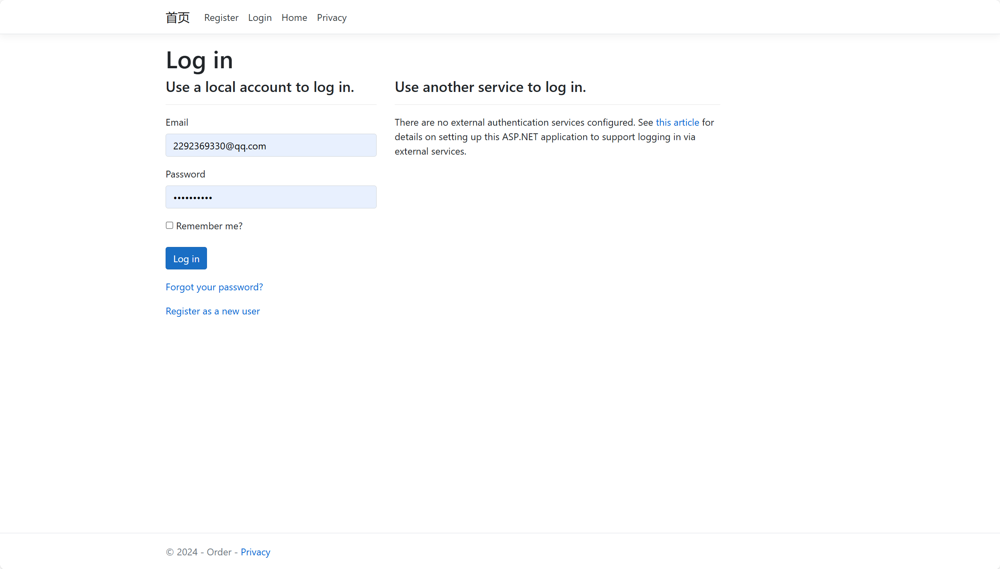 首页 Register Login Home Privacy
Log in
Use a local account to log in.
Email
2292369330@qq.com
Password
••••••••••
Remember me?
Log in
Forgot your password?
Register as a new user
Use another service to log in.
There are no external authentication services configured. See this article for
details on setting up this ASP.NET application to support logging in via
external services.
© 2024 - Order - Privacy